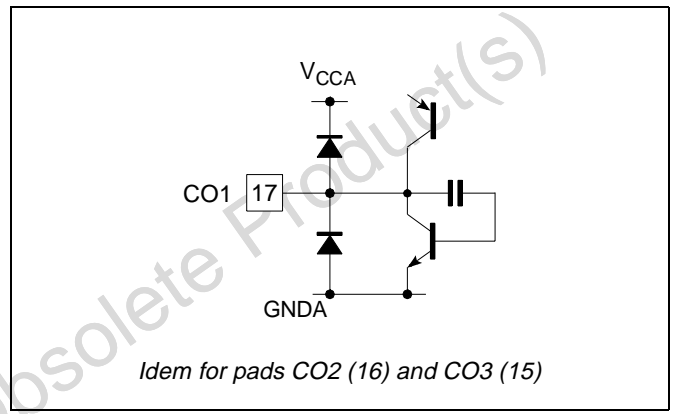 V_CCA
CO1 17
GNDA
Idem for pads CO2 (16) and CO3 (15)
Obsolete Product(s)